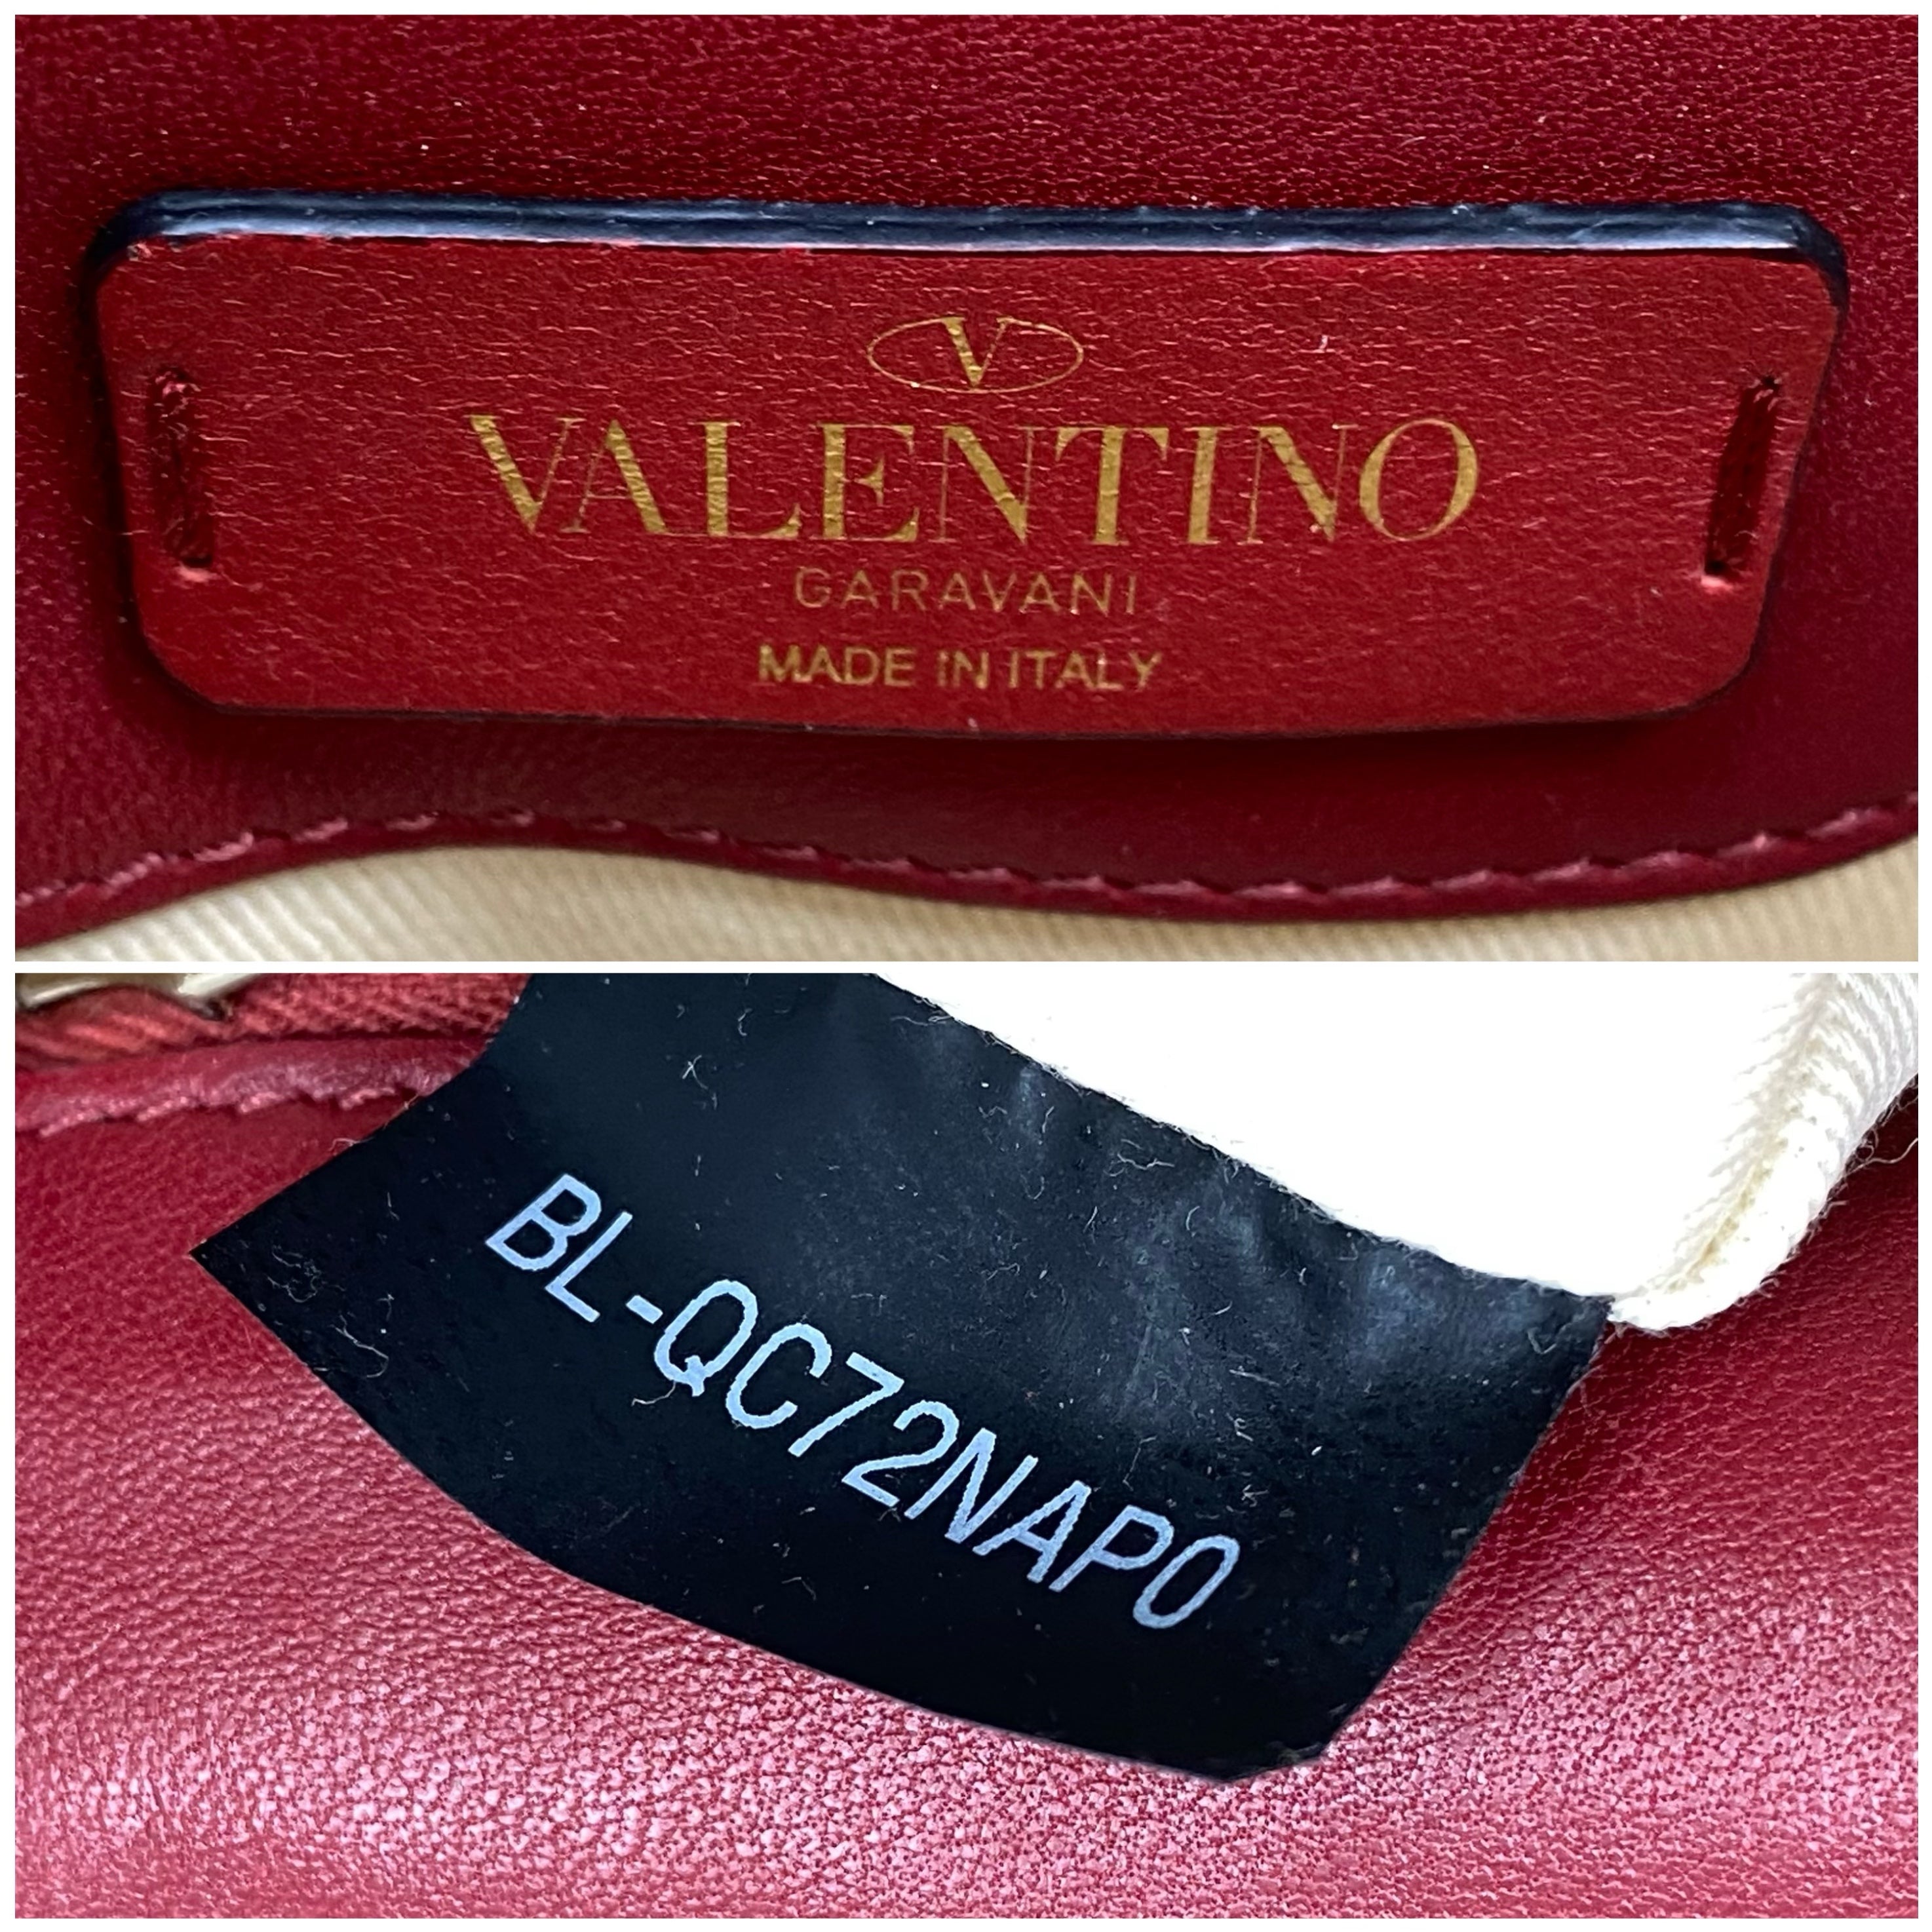 V
VALENTINO
GARAVANI
MADE IN ITALY
BL-QC72NAP0